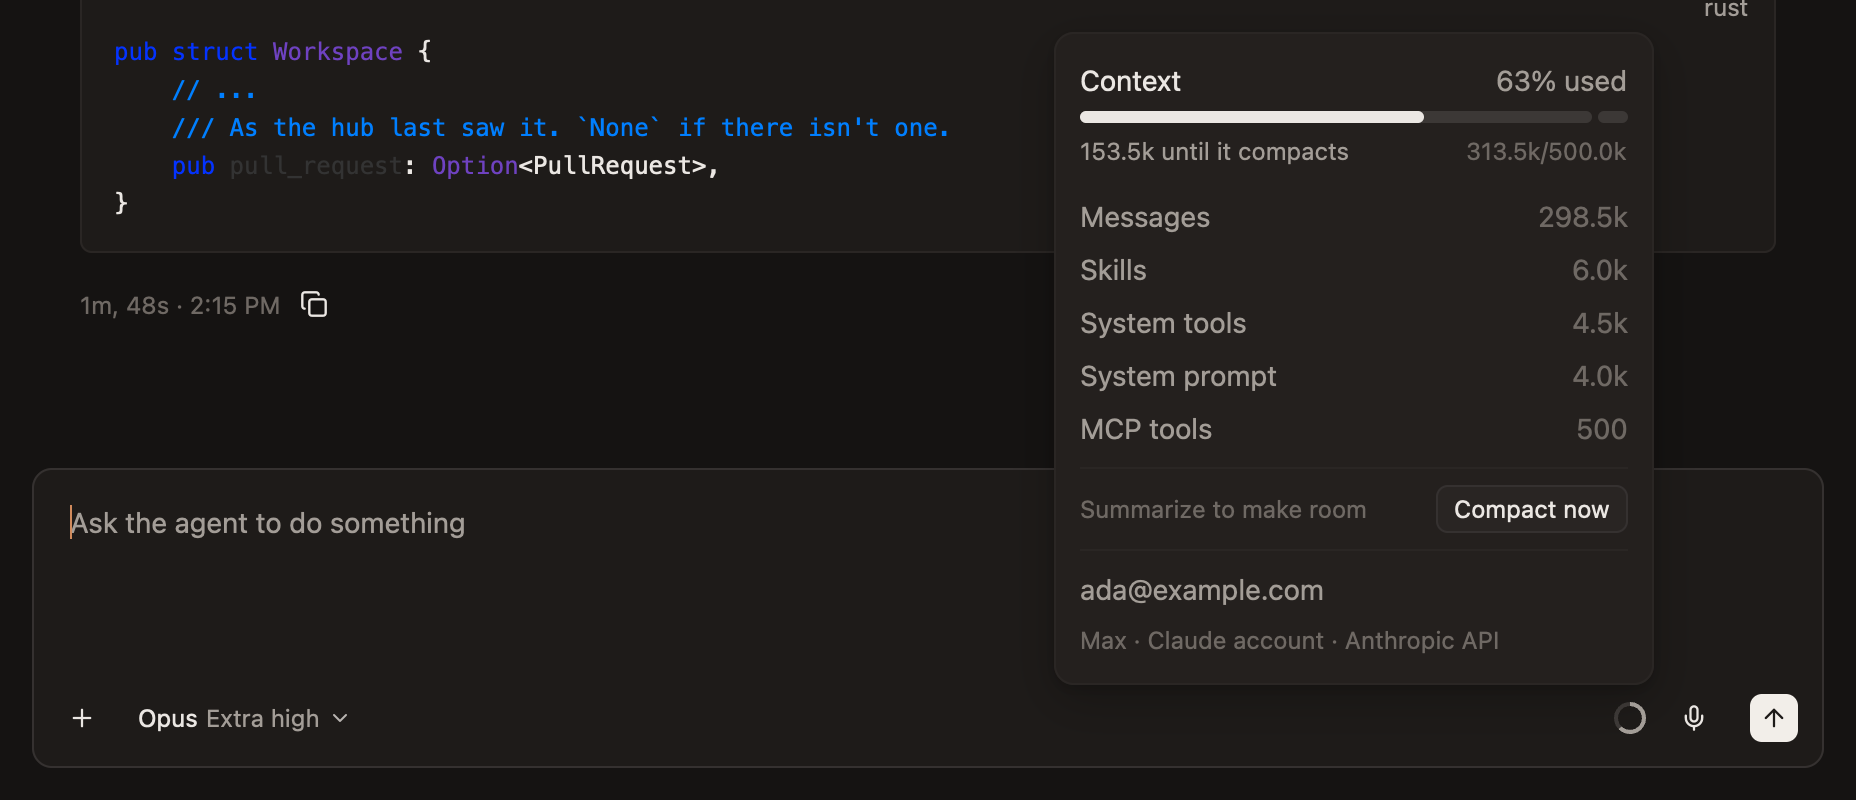 rust
pub struct Workspace {
// ...
/// As the hub last saw it. `None` if there isn't one.
pub pull_request: Option<PullRequest>,
}
1m, 48s · 2:15 PM
Context 63% used
153.5k until it compacts 313.5k/500.0k
Messages 298.5k
Skills 6.0k
System tools 4.5k
System prompt 4.0k
MCP tools 500
Summarize to make room Compact now
ada@example.com
Max · Claude account · Anthropic API
Ask the agent to do something
Opus Extra high